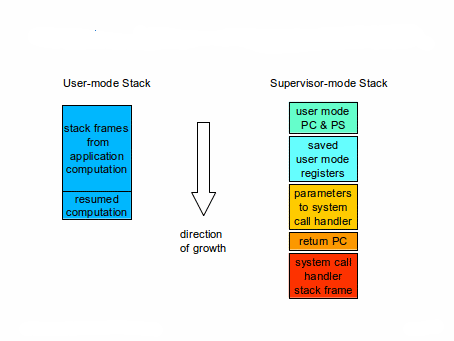 User-mode Stack
stack frames
from
application
computation
resumed
computation
direction
of growth
Supervisor-mode Stack
user mode
PC & PS
saved
user mode
registers
parameters
to system
call handler
return PC
system call
handler
stack frame